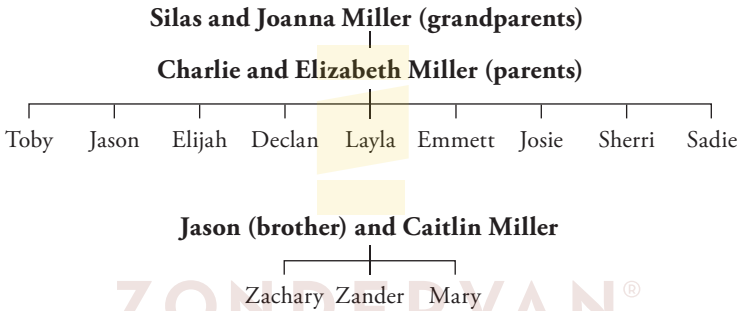 Silas and Joanna Miller (grandparents)
Charlie and Elizabeth Miller (parents)
Toby Jason Elijah Declan Layla Emmett Josie Sherri Sadie
Jason (brother) and Caitlin Miller
Zachary Zander Mary
ZONDERVAN®